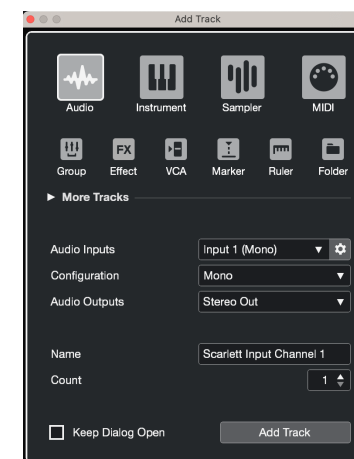 Add Track
Audio
Instrument
Sampler
MIDI
Group
FX
Effect
VCA
Marker
Ruler
Folder
More Tracks
Audio Inputs
Input 1 (Mono)
Configuration
Mono
Audio Outputs
Stereo Out
Name
Scarlett Input Channel 1
Count
1
Keep Dialog Open
Add Track